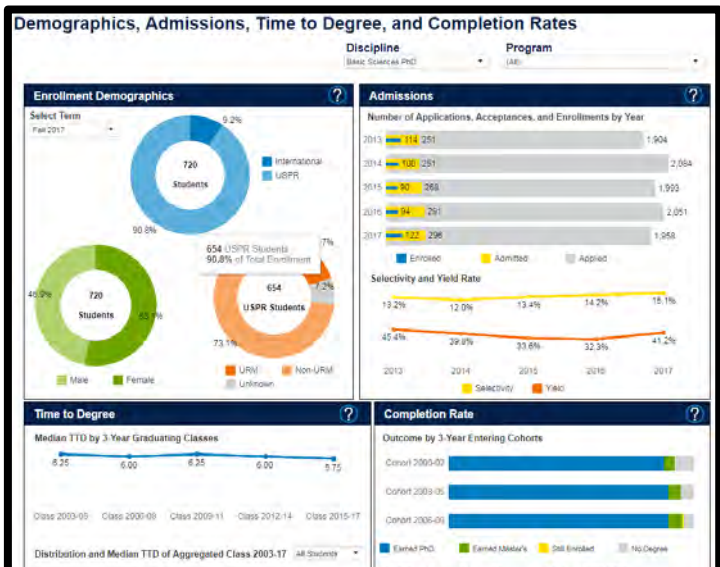 Demographics, Admissions, Time to Degree, and Completion Rates
Discipline
Program
Basic Sciences PhD
(All)
Enrollment Demographics
?
Select Term
Fall 2017
9.2%
720
Students
International
USPR
90.8%
654 USPR Students
90.8% of Total Enrollment
7%
7.2%
46.9%
720
Students
53.1%
654
USPR Students
73.1%
Male
Female
URM
Non-URM
Unknown
Admissions
?
Number of Applications, Acceptances, and Enrollments by Year
2013
114
251
1,904
2014
100
251
2,084
2015
90
268
1,993
2016
94
291
2,051
2017
122
296
1,958
Enrolled
Admitted
Applied
Selectivity and Yield Rate
13.2%
12.0%
13.4%
14.2%
15.1%
45.4%
39.8%
33.6%
32.3%
41.2%
2013
2014
2015
2016
2017
Selectivity
Yield
Time to Degree
?
Median TTD by 3-Year Graduating Classes
6.25
6.00
6.25
6.00
5.75
Class 2006-08
Class 2009-11
Class 2012-14
Class 2015-17
Distribution and Median TTD of Aggregated Class 2003-17
All Students
Completion Rate
?
Outcome by 3-Year Entering Cohorts
Cohort 2003-05
Earned PhD
Earned Master's
Still Enrolled
No Degree